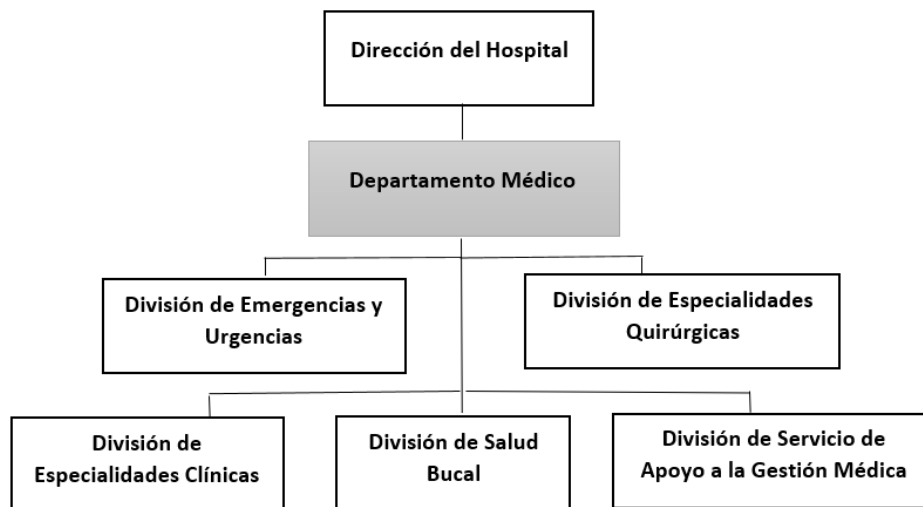 Dirección del Hospital
Departamento Médico
División de Emergencias y
Urgencias
División de Especialidades
Quirúrgicas
División de
Especialidades Clínicas
División de Salud
Bucal
División de Servicio de
Apoyo a la Gestión Médica